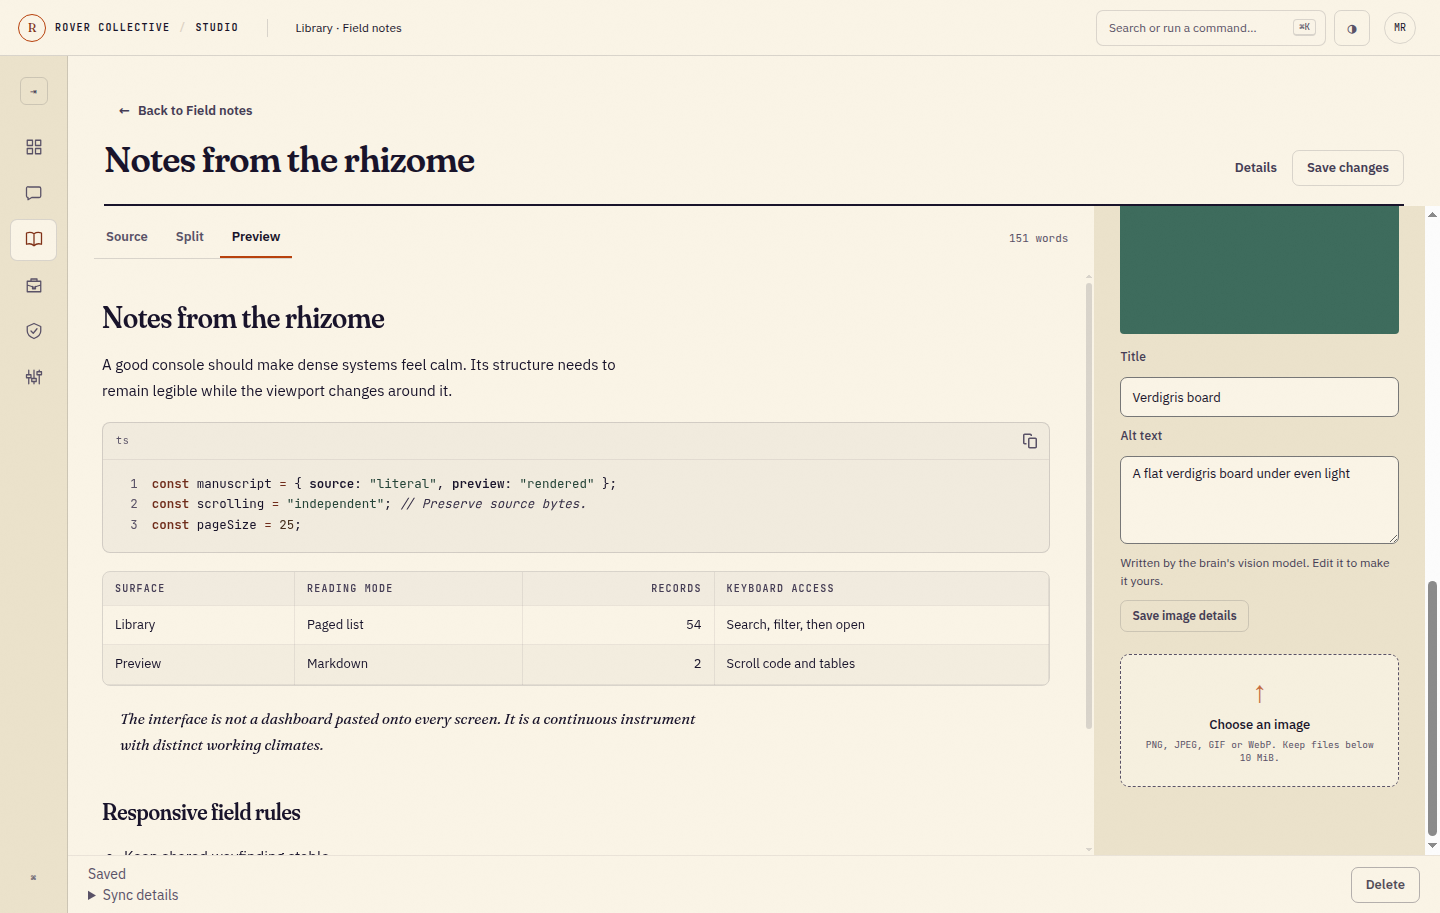 R ROVER COLLECTIVE / STUDIO
Library · Field notes
Search or run a command... ⌘K
MR
← Back to Field notes
Notes from the rhizome
Details
Save changes
Source Split Preview
151 words
Notes from the rhizome
A good console should make dense systems feel calm. Its structure needs to
remain legible while the viewport changes around it.
ts
1 const manuscript = { source: "literal", preview: "rendered" };
2 const scrolling = "independent"; // Preserve source bytes.
3 const pageSize = 25;
SURFACE READING MODE RECORDS KEYBOARD ACCESS
Library Paged list 54 Search, filter, then open
Preview Markdown 2 Scroll code and tables
The interface is not a dashboard pasted onto every screen. It is a continuous instrument
with distinct working climates.
Responsive field rules
Keep shared wayfinding stable
Title
Verdigris board
Alt text
A flat verdigris board under even light
Written by the brain's vision model. Edit it to make
it yours.
Save image details
↑
Choose an image
PNG, JPEG, GIF or WebP. Keep files below
10 MiB.
⌘
Saved
▶ Sync details
Delete